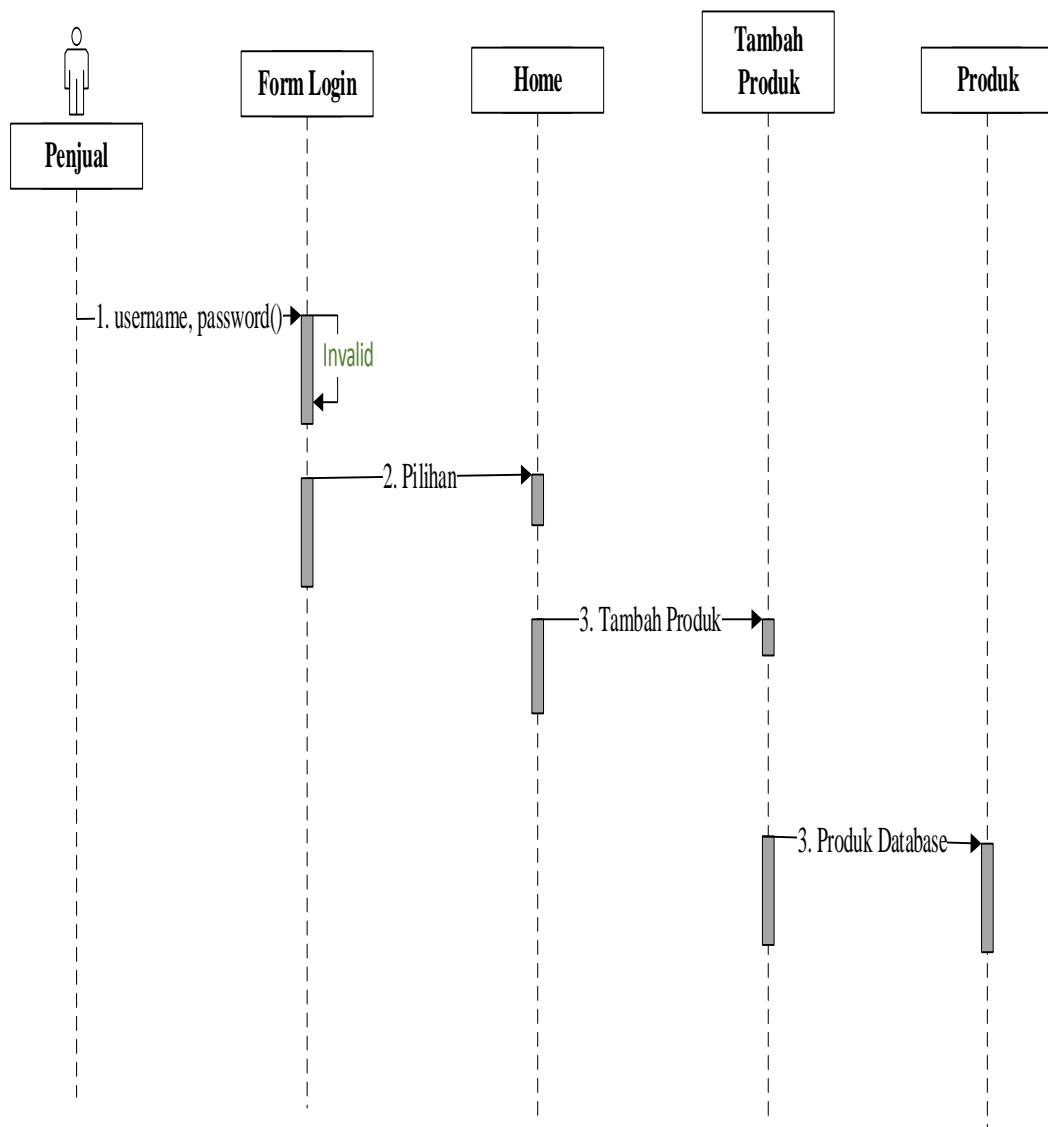 Penjual
Form Login
Home
Tambah
Produk
Produk
1. username, password()
Invalid
2. Pilihan
3. Tambah Produk
3. Produk Database